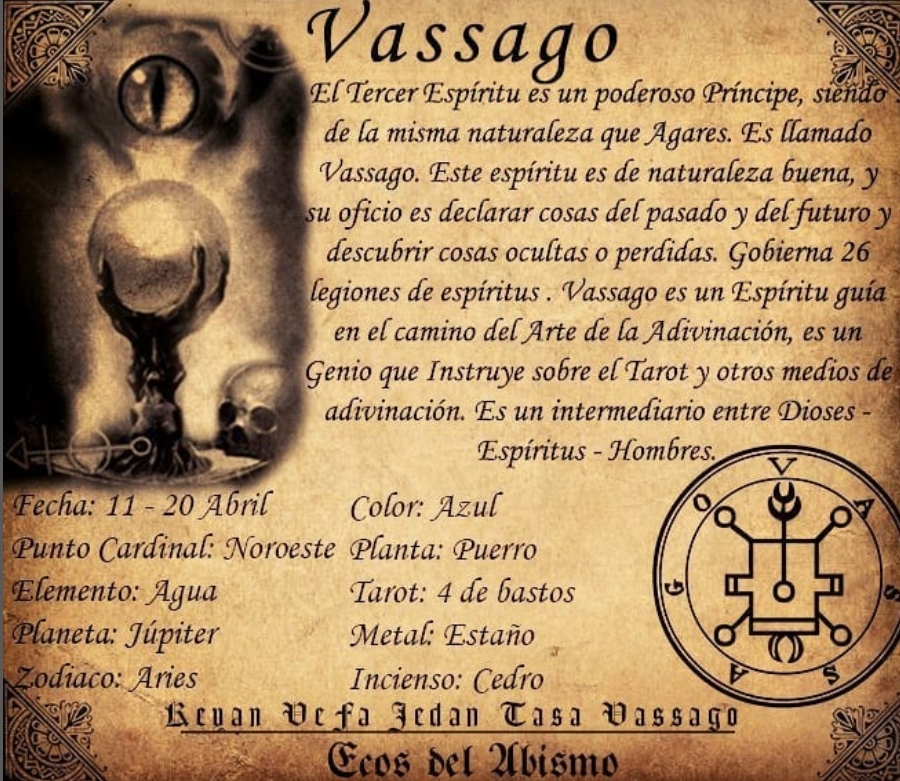 Vassago
El Tercer Espíritu es un poderoso Príncipe, siendo
de la misma naturaleza que Agares. Es llamado
Vassago. Este espíritu es de naturaleza buena, y
su oficio es declarar cosas del pasado y del futuro y
descubrir cosas ocultas o perdidas. Gobierna 26
legiones de espíritus . Vassago es un Espíritu guía
en el camino del Arte de la Adivinación, es un
Genio que Instruye sobre el Tarot y otros medios de
adivinación. Es un intermediario entre Dioses -
Espíritus - Hombres.
Fecha: 11 - 20 Abril
Punto Cardinal: Noroeste
Elemento: Agua
Planeta: Júpiter
Zodiaco: Aries
Color: Azul
Planta: Puerro
Tarot: 4 de bastos
Metal: Estaño
Incienso: Cedro
V A S S A G O
Keyan Vefa Jedan Tasa Vassago
Ecos del Abismo